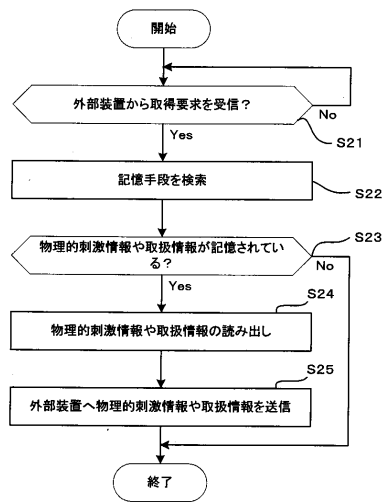 開始
外部装置から取得要求を受信？
No
S21
Yes
記憶手段を検索
S22
物理的刺激情報や取扱情報が記憶されてい
る？
S23
No
Yes
S24
物理的刺激情報や取扱情報の読み出し
S25
外部装置へ物理的刺激情報や取扱情報を送信
終了